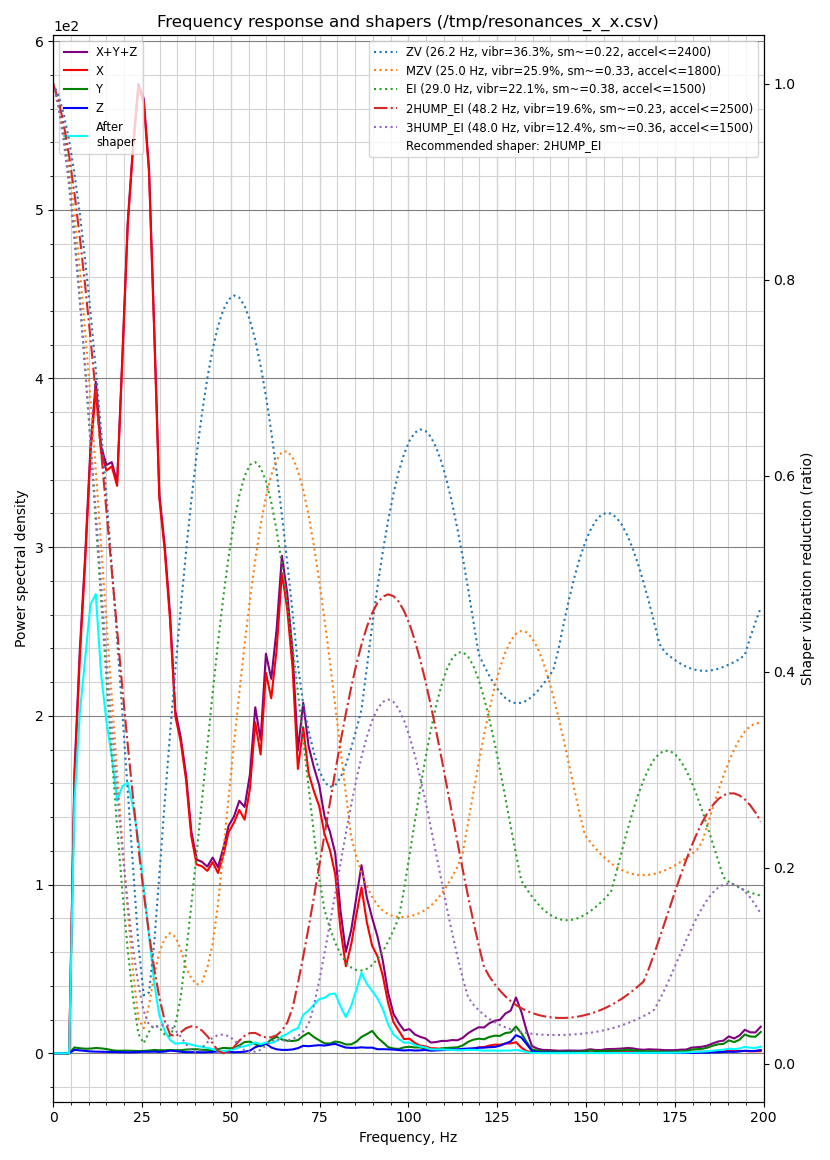 Frequency response and shapers (/tmp/resonances_x_x.csv)
1e2
X+Y+Z
X
Y
Z
After
shaper
ZV (26.2 Hz, vibr=36.3%, sm~=0.22, accel<=2400)
MZV (25.0 Hz, vibr=25.9%, sm~=0.33, accel<=1800)
EI (29.0 Hz, vibr=22.1%, sm~=0.38, accel<=1500)
2HUMP_EI (48.2 Hz, vibr=19.6%, sm~=0.23, accel<=2500)
3HUMP_EI (48.0 Hz, vibr=12.4%, sm~=0.36, accel<=1500)
Recommended shaper: 2HUMP_EI
6
5
4
3
2
1
0
Power spectral density
1.0
0.8
0.6
0.4
0.2
0.0
Shaper vibration reduction (ratio)
0 25 50 75 100 125 150 175 200
Frequency, Hz